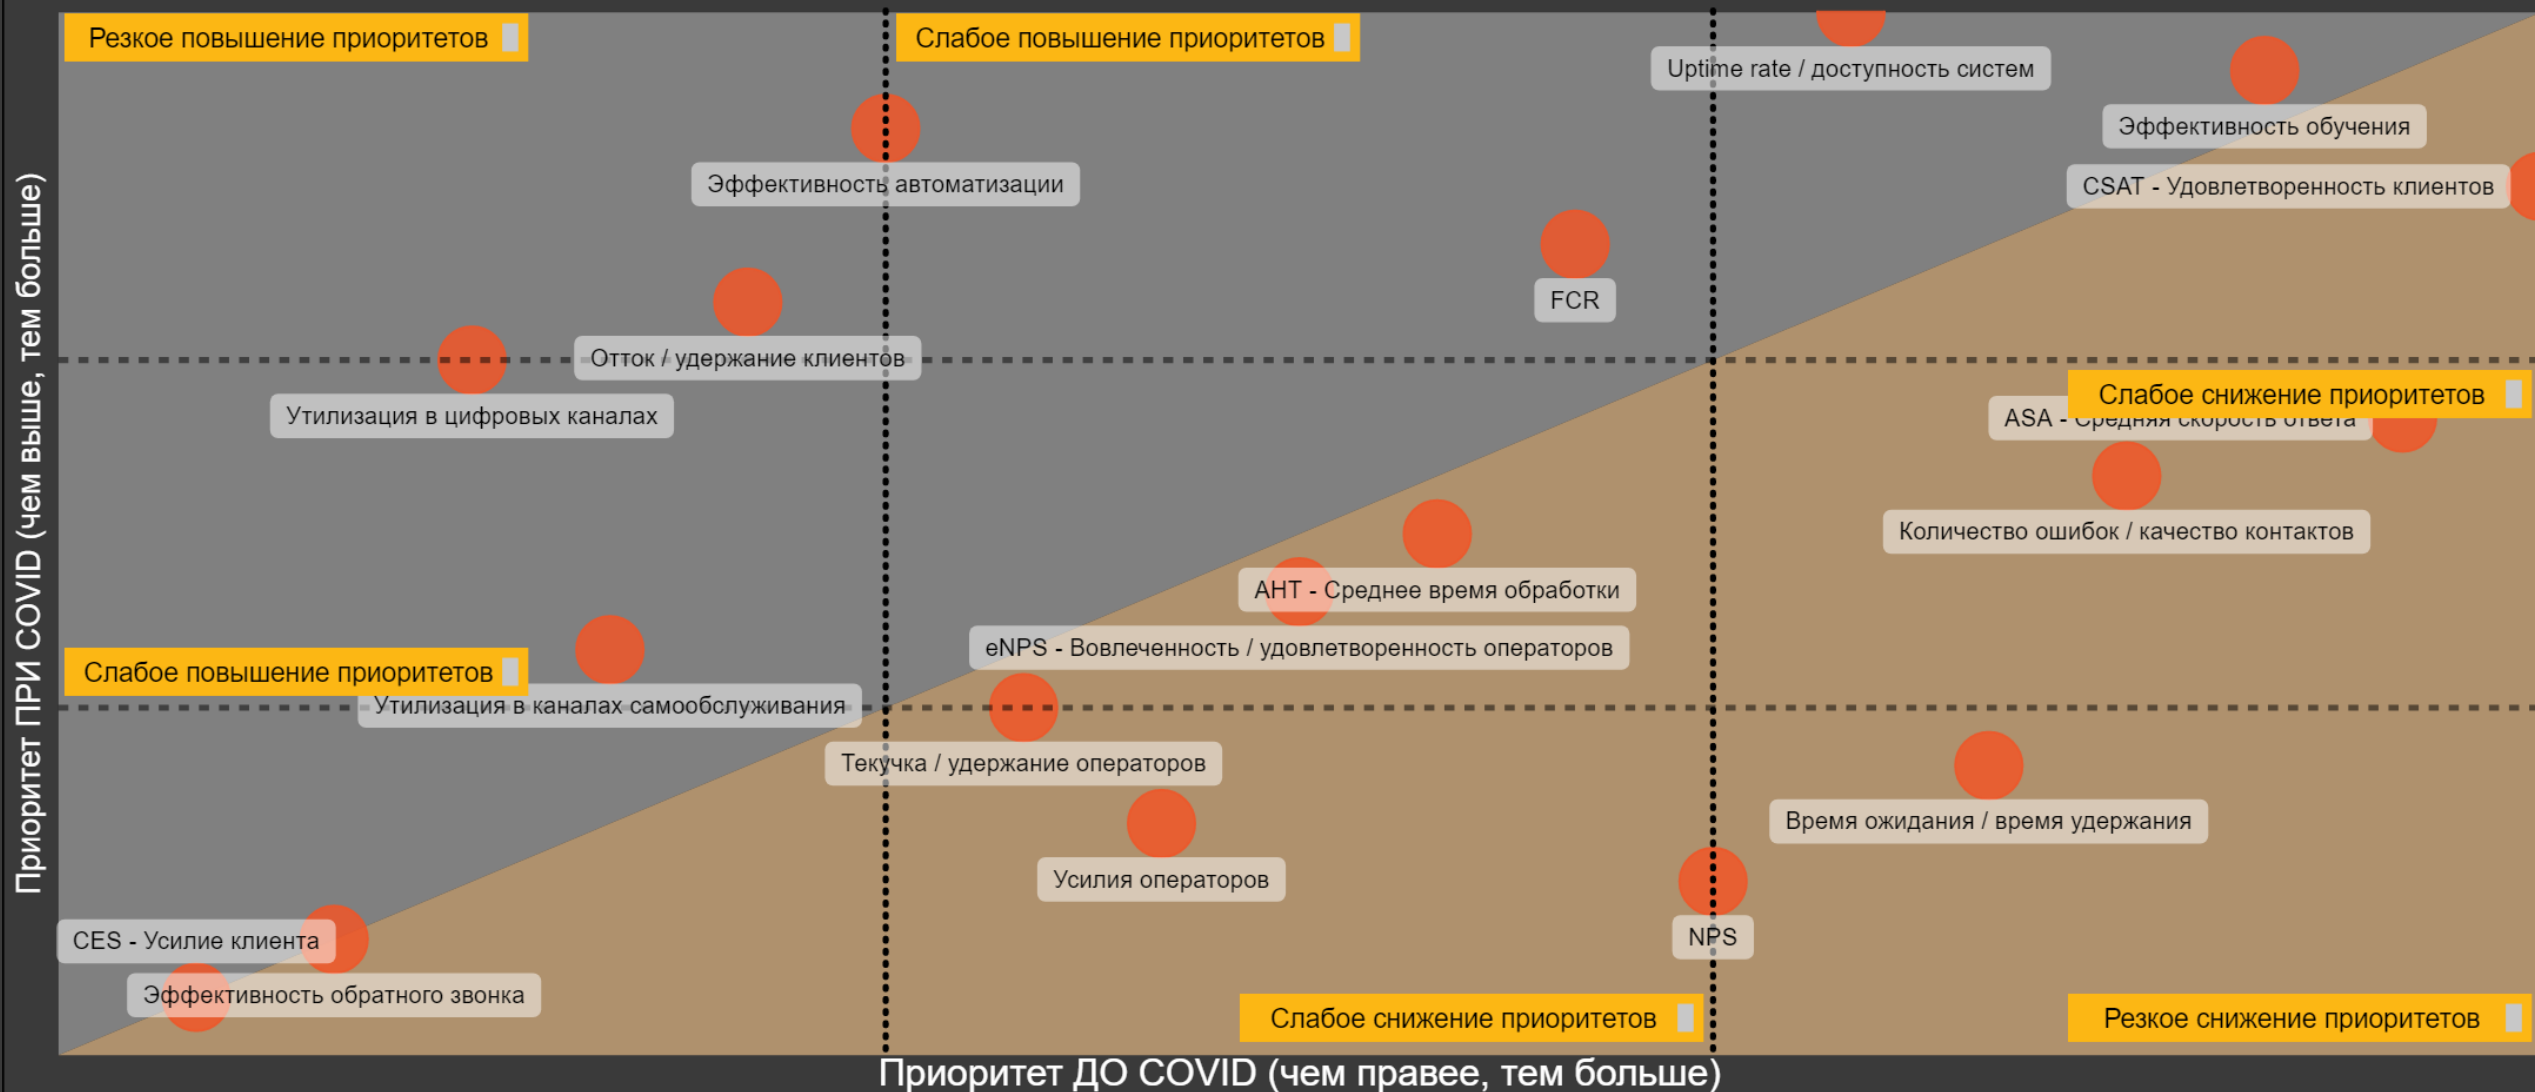 Резкое повышение приоритетов
Слабое повышение приоритетов
Uptime rate / доступность систем
Эффективность обучения
Эффективность автоматизации
CSAT - Удовлетворенность клиентов
FCR
Отток / удержание клиентов
Утилизация в цифровых каналах
Слабое снижение приоритетов
ASA - Средняя скорость ответа
Количество ошибок / качество контактов
AHT - Среднее время обработки
eNPS - Вовлеченность / удовлетворенность операторов
Слабое повышение приоритетов
Утилизация в каналах самообслуживания
Текучка / удержание операторов
Время ожидания / время удержания
Усилия операторов
NPS
CES - Усилие клиента
Эффективность обратного звонка
Слабое снижение приоритетов
Резкое снижение приоритетов
Приоритет ПРИ COVID (чем выше, тем больше)
Приоритет ДО COVID (чем правее, тем больше)